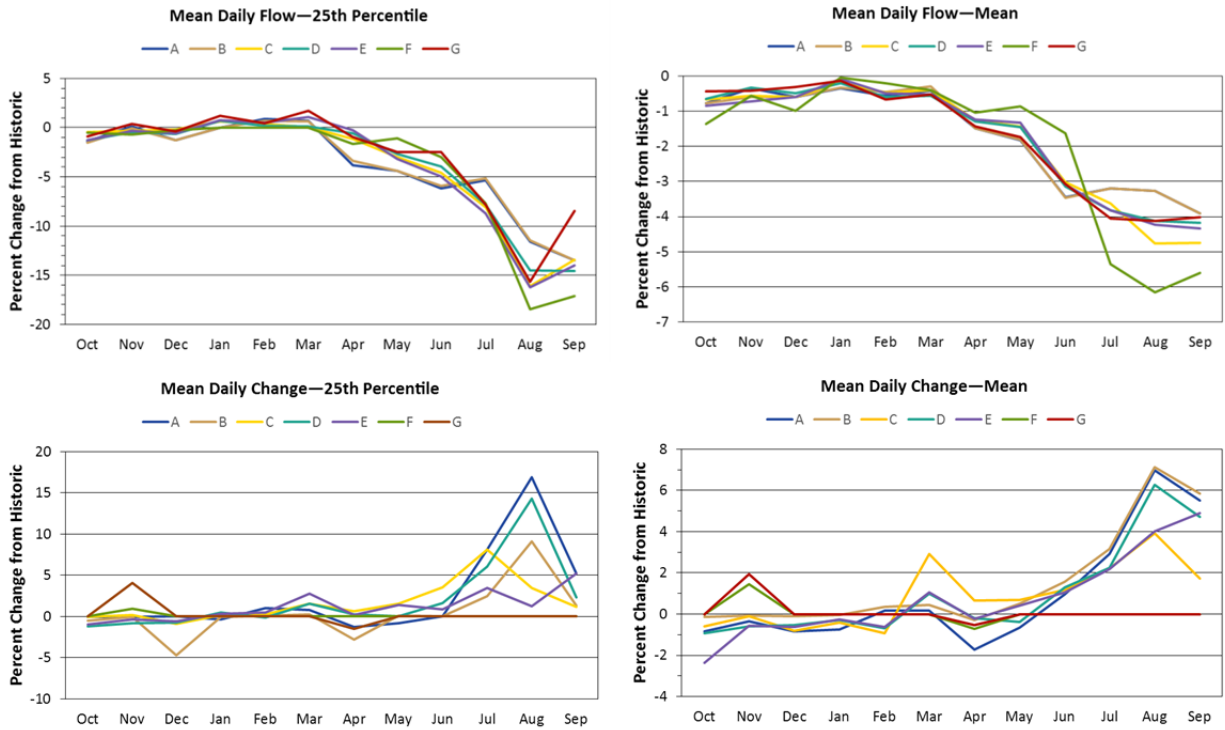 Mean Daily Flow—25th Percentile
A B C D E F G
Percent Change from Historic
5
0
-5
-10
-15
-20
Oct Nov Dec Jan Feb Mar Apr May Jun Jul Aug Sep
Mean Daily Flow—Mean
A B C D E F G
Percent Change from Historic
0
-1
-2
-3
-4
-5
-6
-7
Oct Nov Dec Jan Feb Mar Apr May Jun Jul Aug Sep
Mean Daily Change—25th Percentile
A B C D E F G
Percent Change from Historic
20
15
10
5
0
-5
-10
Oct Nov Dec Jan Feb Mar Apr May Jun Jul Aug Sep
Mean Daily Change—Mean
A B C D E F G
Percent Change from Historic
8
6
4
2
0
-2
-4
Oct Nov Dec Jan Feb Mar Apr May Jun Jul Aug Sep